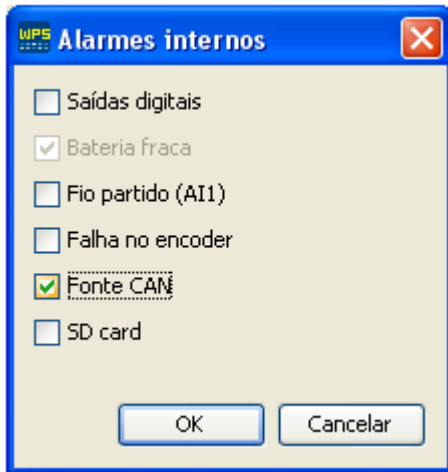 WPS Alarmes internos
Saídas digitais
Bateria fraca
Fio partido (AI1)
Falha no encoder
Fonte CAN
SD card
OK Cancelar